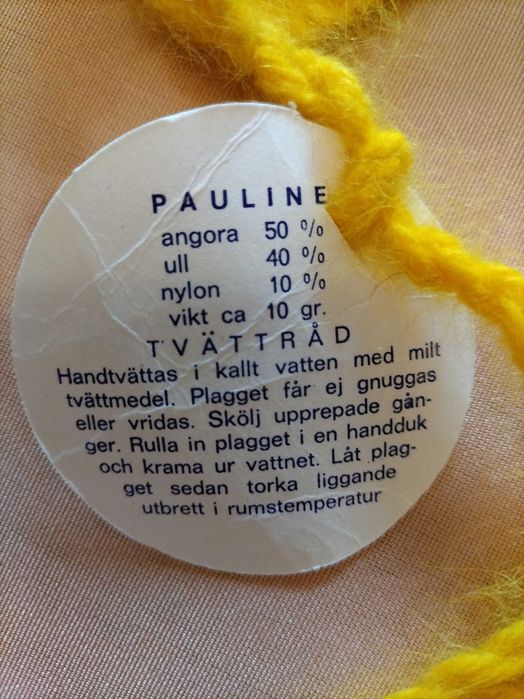 PAULINE
angora 50 %
ull 40 %
nylon 10 %
vikt ca 10 gr.
TVÄTTRÅD
Handtvättas i kallt vatten med milt
tvättmedel. Plagget får ej gnuggas
eller vridas. Skölj upprepade gån-
ger. Rulla in plagget i en handduk
och krama ur vattnet. Låt plag-
get sedan torka liggande
utbrett i rumstemperatur